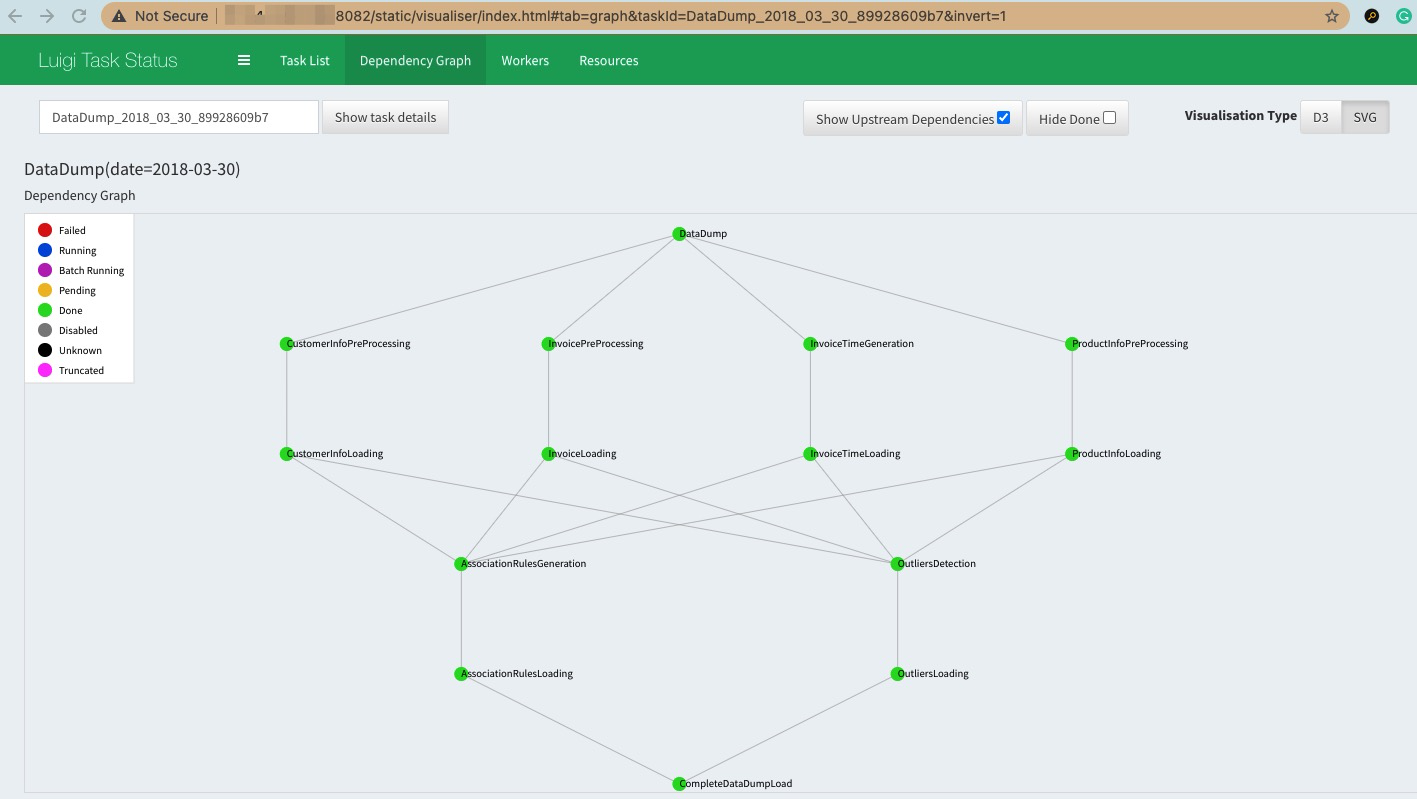 Not Secure 8082/static/visualiser/index.html#tab=graph&taskId=DataDump_2018_03_30_89928609b7&invert=1
Luigi Task Status Task List Dependency Graph Workers Resources
DataDump_2018_03_30_89928609b7 Show task details Show Upstream Dependencies Hide Done Visualisation Type D3 SVG
DataDump(date=2018-03-30)
Dependency Graph
Failed
Running
Batch Running
Pending
Done
Disabled
Unknown
Truncated
DataDump
CustomerInfoPreProcessing InvoicePreProcessing InvoiceTimeGeneration ProductInfoPreProcessing
CustomerInfoLoading InvoiceLoading InvoiceTimeLoading ProductInfoLoading
AssociationRulesGeneration OutliersDetection
AssociationRulesLoading OutliersLoading
CompleteDataDumpLoad